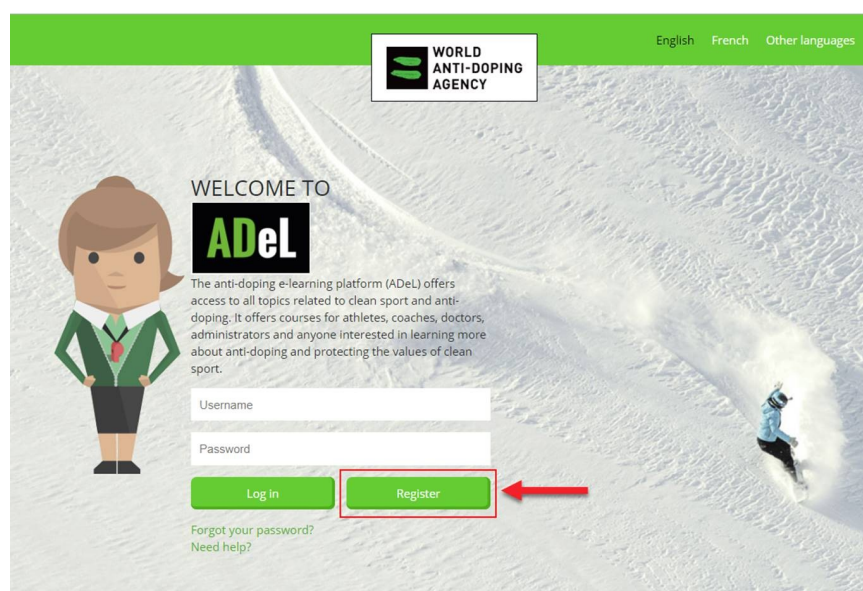 English French Other languages
WORLD
ANTI-DOPING
AGENCY
WELCOME TO
ADeL
The anti-doping e-learning platform (ADeL) offers
access to all topics related to clean sport and anti-
doping. It offers courses for athletes, coaches, doctors,
administrators and anyone interested in learning more
about anti-doping and protecting the values of clean
sport.
Username
Password
Log in Register
Forgot your password?
Need help?